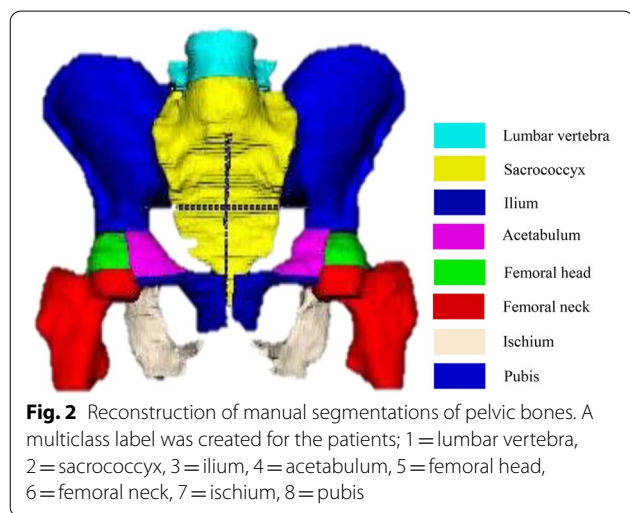 Lumbar vertebra
Sacrococcyx
Ilium
Acetabulum
Femoral head
Femoral neck
Ischium
Pubis
Fig. 2 Reconstruction of manual segmentations of pelvic bones. A
multiclass label was created for the patients; 1 = lumbar vertebra,
2 = sacrococcyx, 3 = ilium, 4 = acetabulum, 5 = femoral head,
6 = femoral neck, 7 = ischium, 8 = pubis